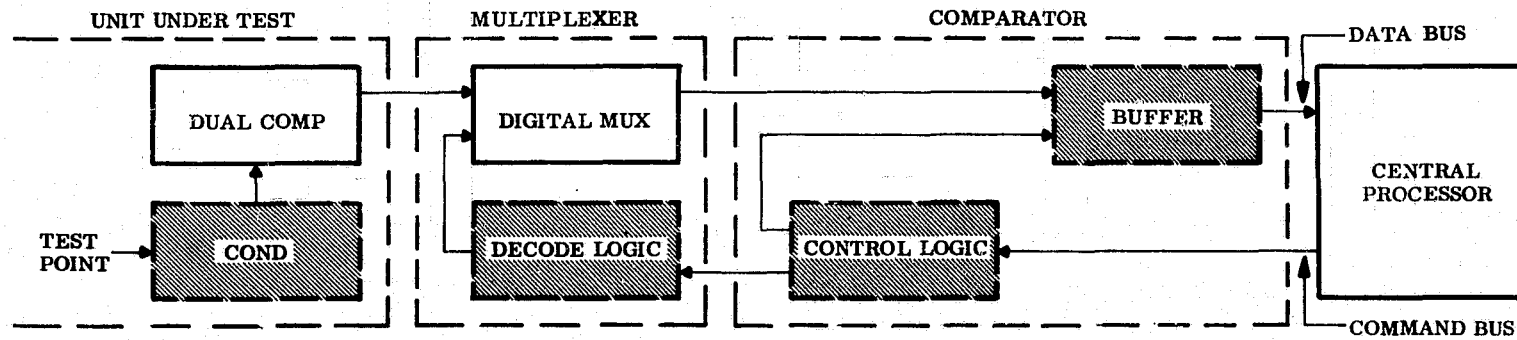 UNIT UNDER TEST
MULTIPLEXER
COMPARATOR
DATA BUS
DUAL COMP
DIGITAL MUX
BUFFER
CENTRAL
PROCESSOR
TEST
POINT
COND
DECODE LOGIC
CONTROL LOGIC
COMMAND BUS